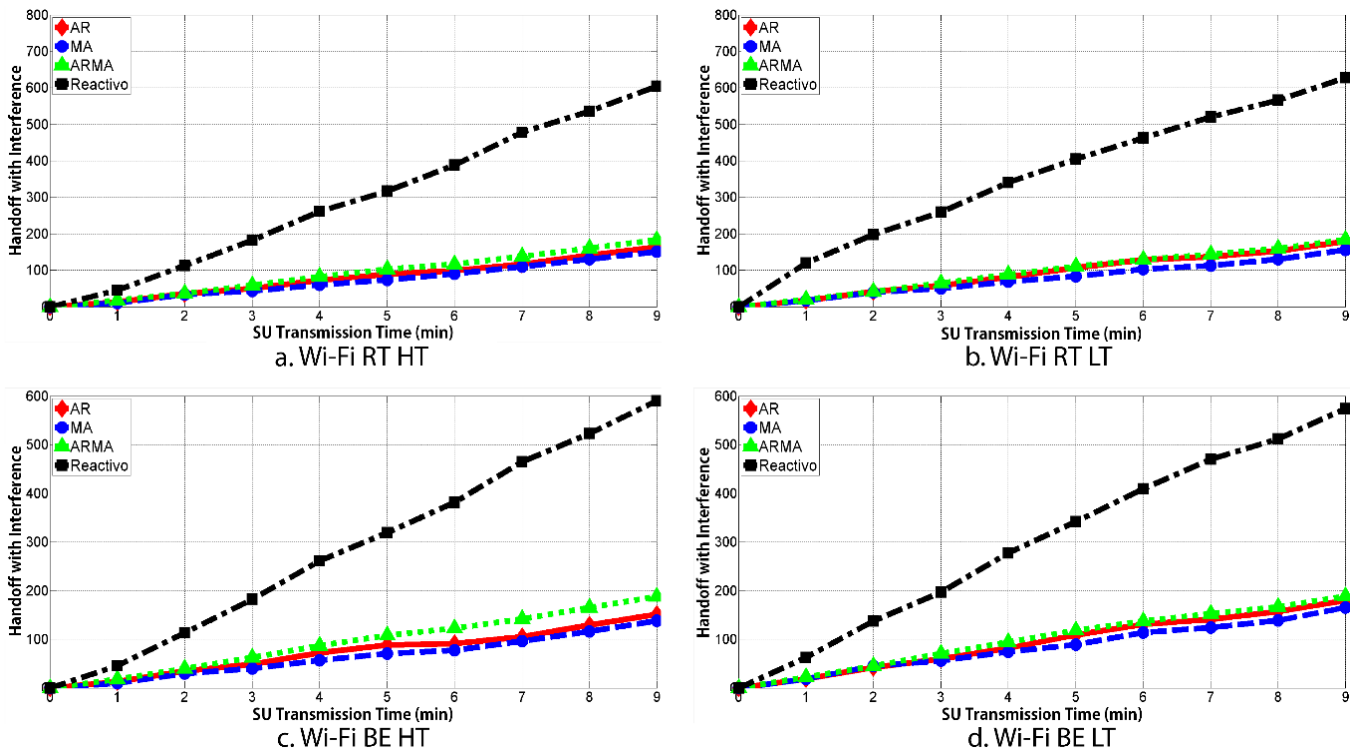 800
700
600
500
400
300
200
100
0
Handoff with Interference
AR
MA
ARMA
Reactivo
0 1 2 3 4 5 6 7 8 9
SU Transmission Time (min)
a. Wi-Fi RT HT
800
700
600
500
400
300
200
100
0
Handoff with Interference
AR
MA
ARMA
Reactivo
0 1 2 3 4 5 6 7 8 9
SU Transmission Time (min)
b. Wi-Fi RT LT
600
500
400
300
200
100
0
Handoff with Interference
AR
MA
ARMA
Reactivo
0 1 2 3 4 5 6 7 8 9
SU Transmission Time (min)
c. Wi-Fi BE HT
600
500
400
300
200
100
0
Handoff with Interference
AR
MA
ARMA
Reactivo
0 1 2 3 4 5 6 7 8 9
SU Transmission Time (min)
d. Wi-Fi BE LT